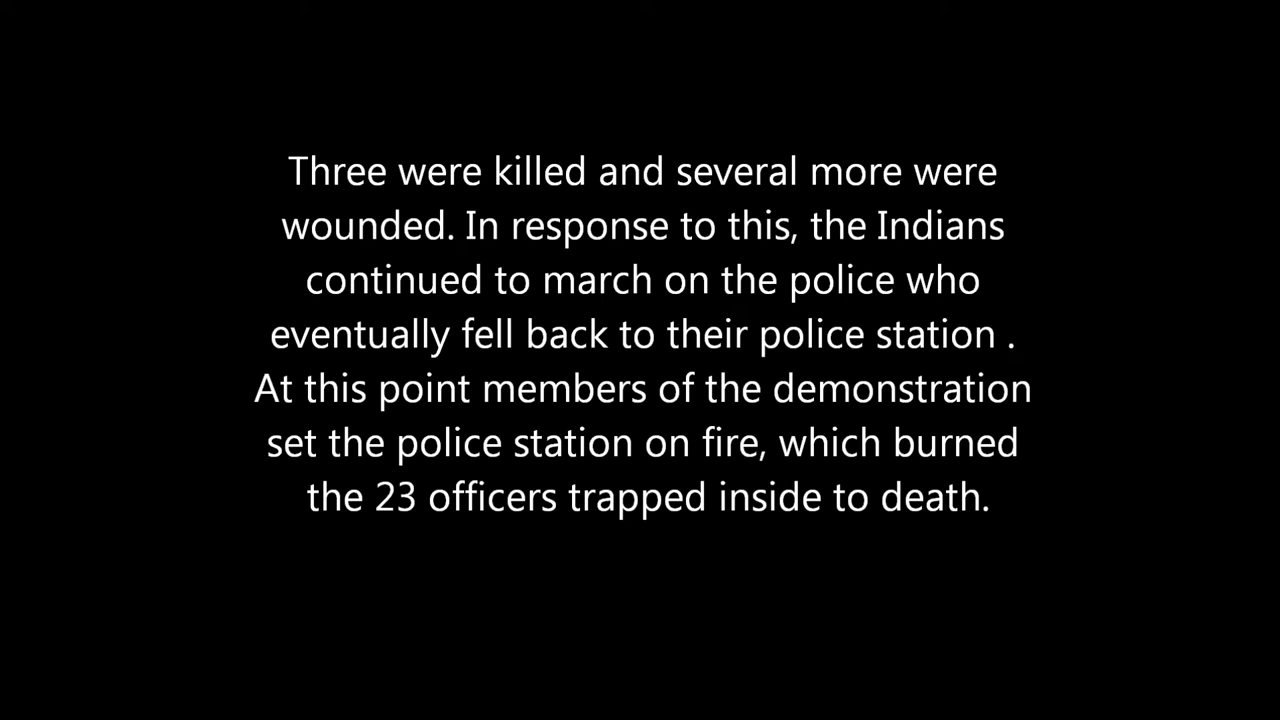 Three were killed and several more were
wounded. In response to this, the Indians
continued to march on the police who
eventually fell back to their police station .
At this point members of the demonstration
set the police station on fire, which burned
the 23 officers trapped inside to death.